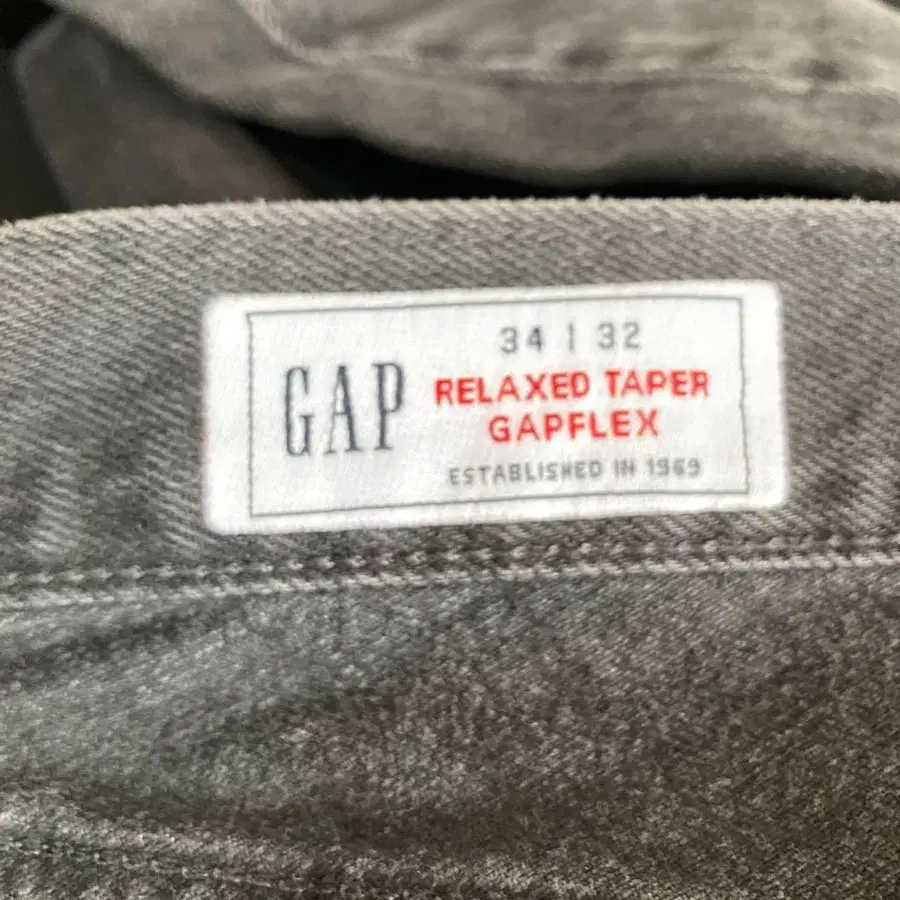 34 | 32
GAP
RELAXED TAPER
GAPFLEX
ESTABLISHED IN 1969